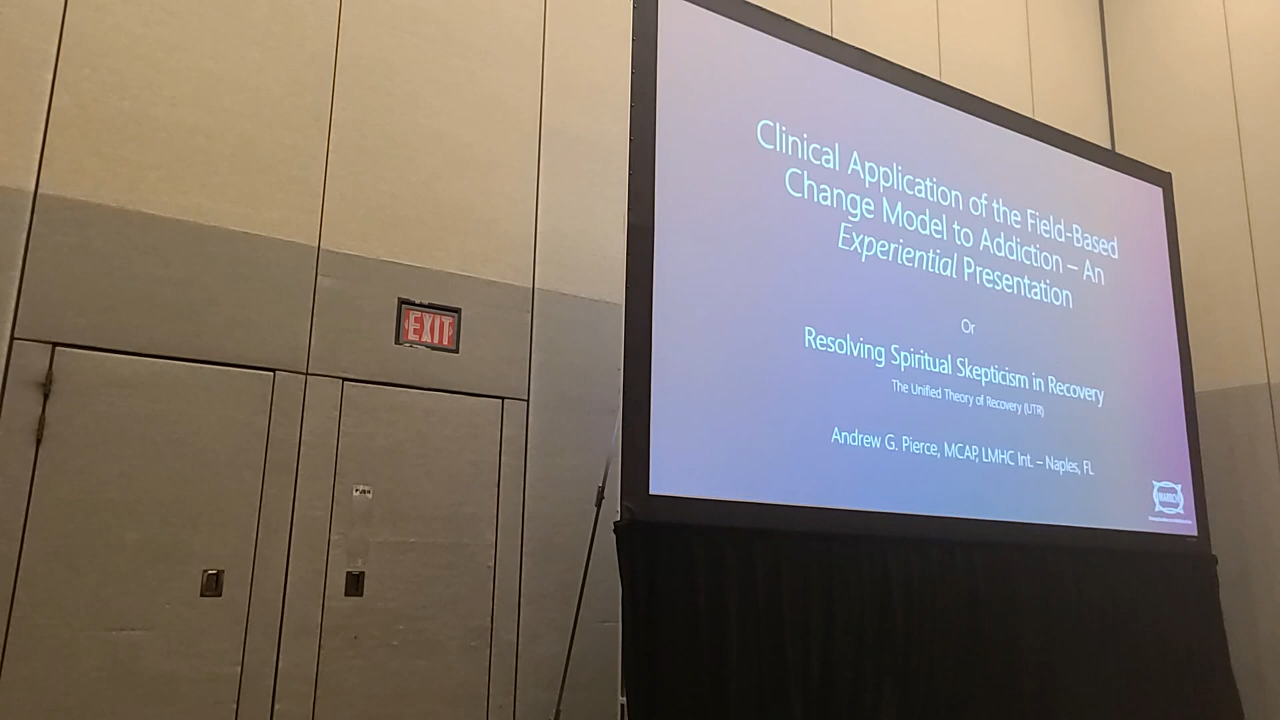 EXIT
PUSH
Clinical Application of the Field-Based
Change Model to Addiction – An
Experiential Presentation
Or
Resolving Spiritual Skepticism in Recovery
The Unified Theory of Recovery (UTR)
Andrew G. Pierce, MCAP, LMHC Int. – Naples, FL